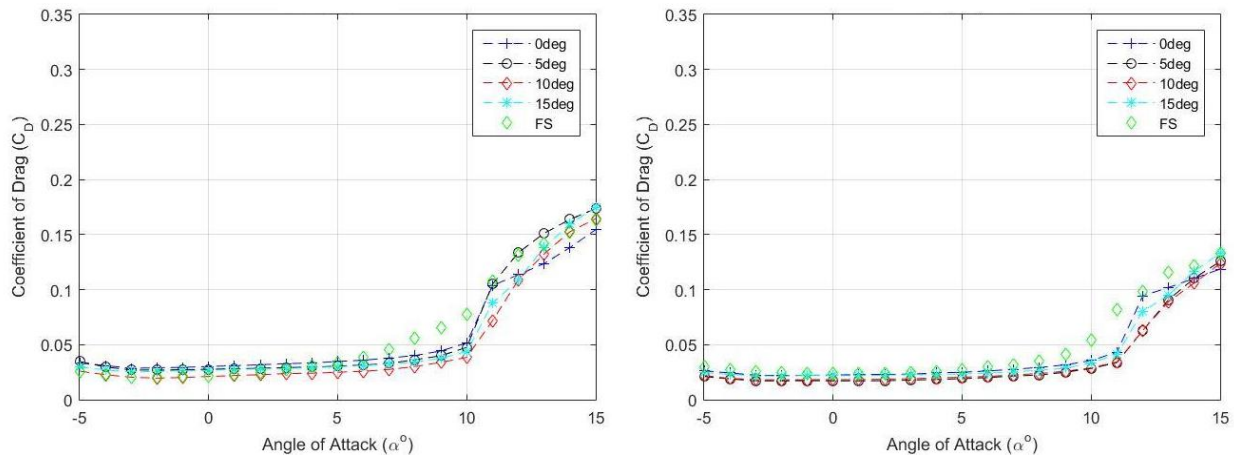 0.35
0.3
0.25
0.2
0.15
0.1
0.05
0
Coefficient of Drag (C_D)
0deg
5deg
10deg
15deg
FS
-5
0
5
10
15
Angle of Attack (α°)
0.35
0.3
0.25
0.2
0.15
0.1
0.05
0
Coefficient of Drag (C_D)
0deg
5deg
10deg
15deg
FS
-5
0
5
10
15
Angle of Attack (α°)